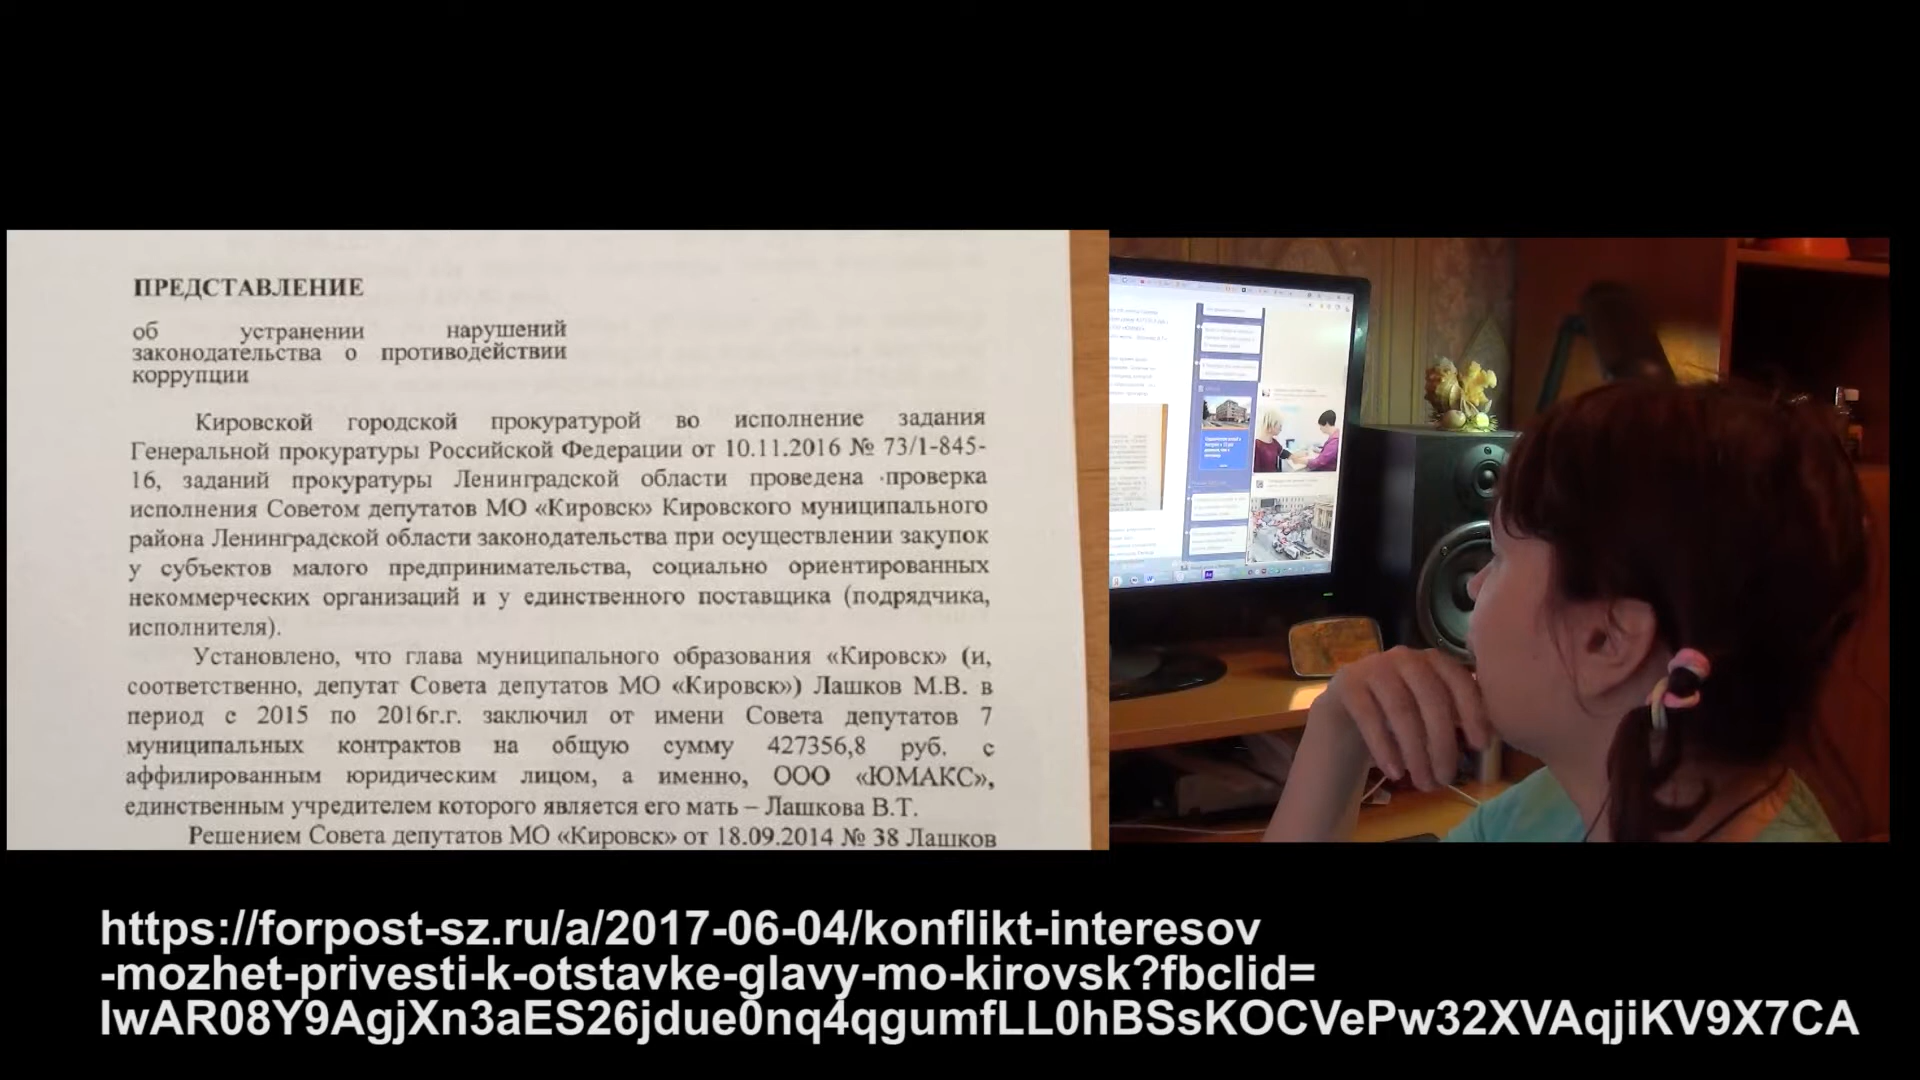 ПРЕДСТАВЛЕНИЕ
об устранении нарушений
законодательства о противодействии
коррупции
Кировской городской прокуратурой во исполнение задания
Генеральной прокуратуры Российской Федерации от 10.11.2016 № 73/1-845-
16, заданий прокуратуры Ленинградской области проведена проверка
исполнения Советом депутатов МО «Кировск» Кировского муниципального
района Ленинградской области законодательства при осуществлении закупок
у субъектов малого предпринимательства, социально ориентированных
некоммерческих организаций и у единственного поставщика (подрядчика,
исполнителя).
Установлено, что глава муниципального образования «Кировск» (и,
соответственно, депутат Совета депутатов МО «Кировск») Лашков М.В. в
период с 2015 по 2016г.г. заключил от имени Совета депутатов 7
муниципальных контрактов на общую сумму 427356,8 руб. с
аффилированным юридическим лицом, а именно, ООО «ЮМАКС»,
единственным учредителем которого является его мать – Лашкова В.Т.
Решением Совета депутатов МО «Кировск» от 18.09.2014 № 38 Лашков
https://forpost-sz.ru/a/2017-06-04/konflikt-interesov
-mozhet-privesti-k-otstavke-glavy-mo-kirovsk?fbclid=
IwAR08Y9AgjXn3aES26jdue0nq4qgumfLL0hBSsKOCVePw32XVAqjiKV9X7CA